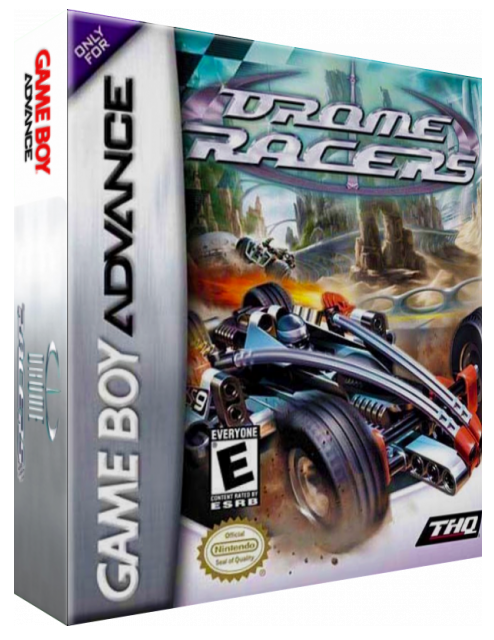 GAME BOY
ADVANCE
ONLY
FOR
GAME BOY ADVANCE
DROME
RACERS
9
EVERYONE
E
CONTENT RATED BY
ESRB
Official
Nintendo
Seal of Quality
THQ